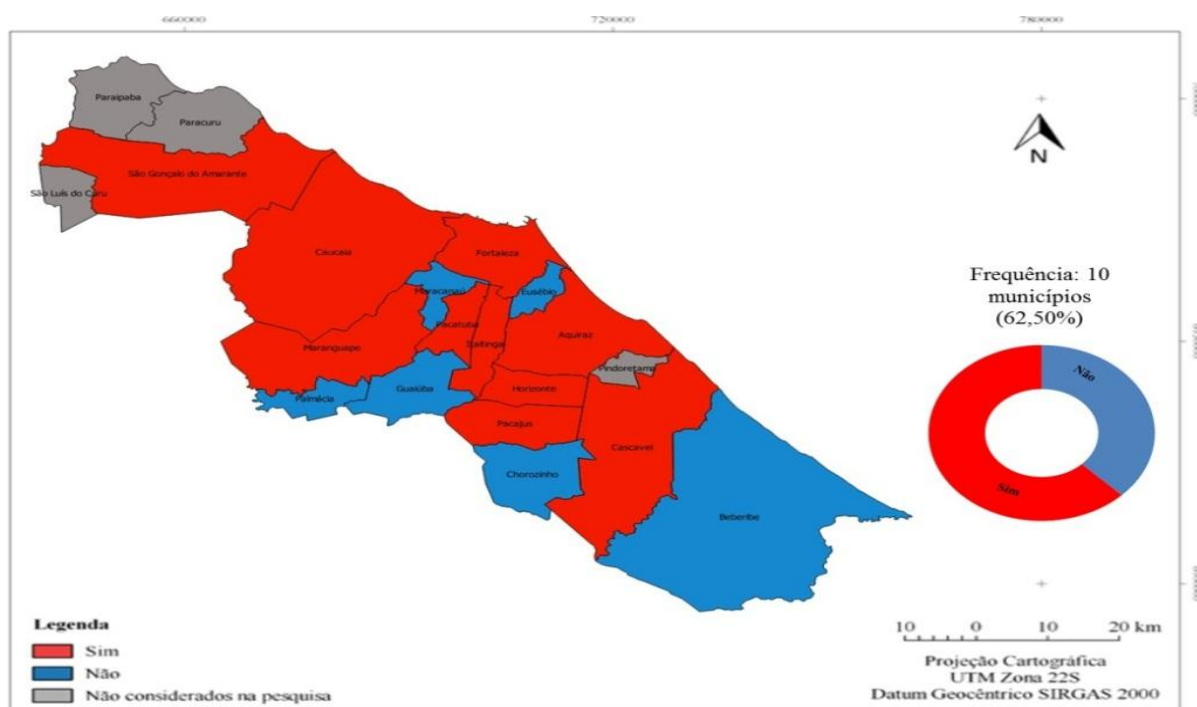 660000
720000
780000
Paraipaba
Paracuru
São Gonçalo do Amarante
São Luís do Curu
N
Caucaia
Fortaleza
Maracanaú
Eusébio
Pacatuba
Aquiraz
Itaitinga
Maranguape
Pindoretama
Guaiúba
Horizonte
Palmácia
Pacajus
Cascavel
Chorozinho
Beberibe
Frequência: 10
municípios
(62,50%)
Não
Sim
Legenda
Sim
Não
Não considerados na pesquisa
10 0 10 20 km
Projeção Cartográfica
UTM Zona 22S
Datum Geocêntrico SIRGAS 2000